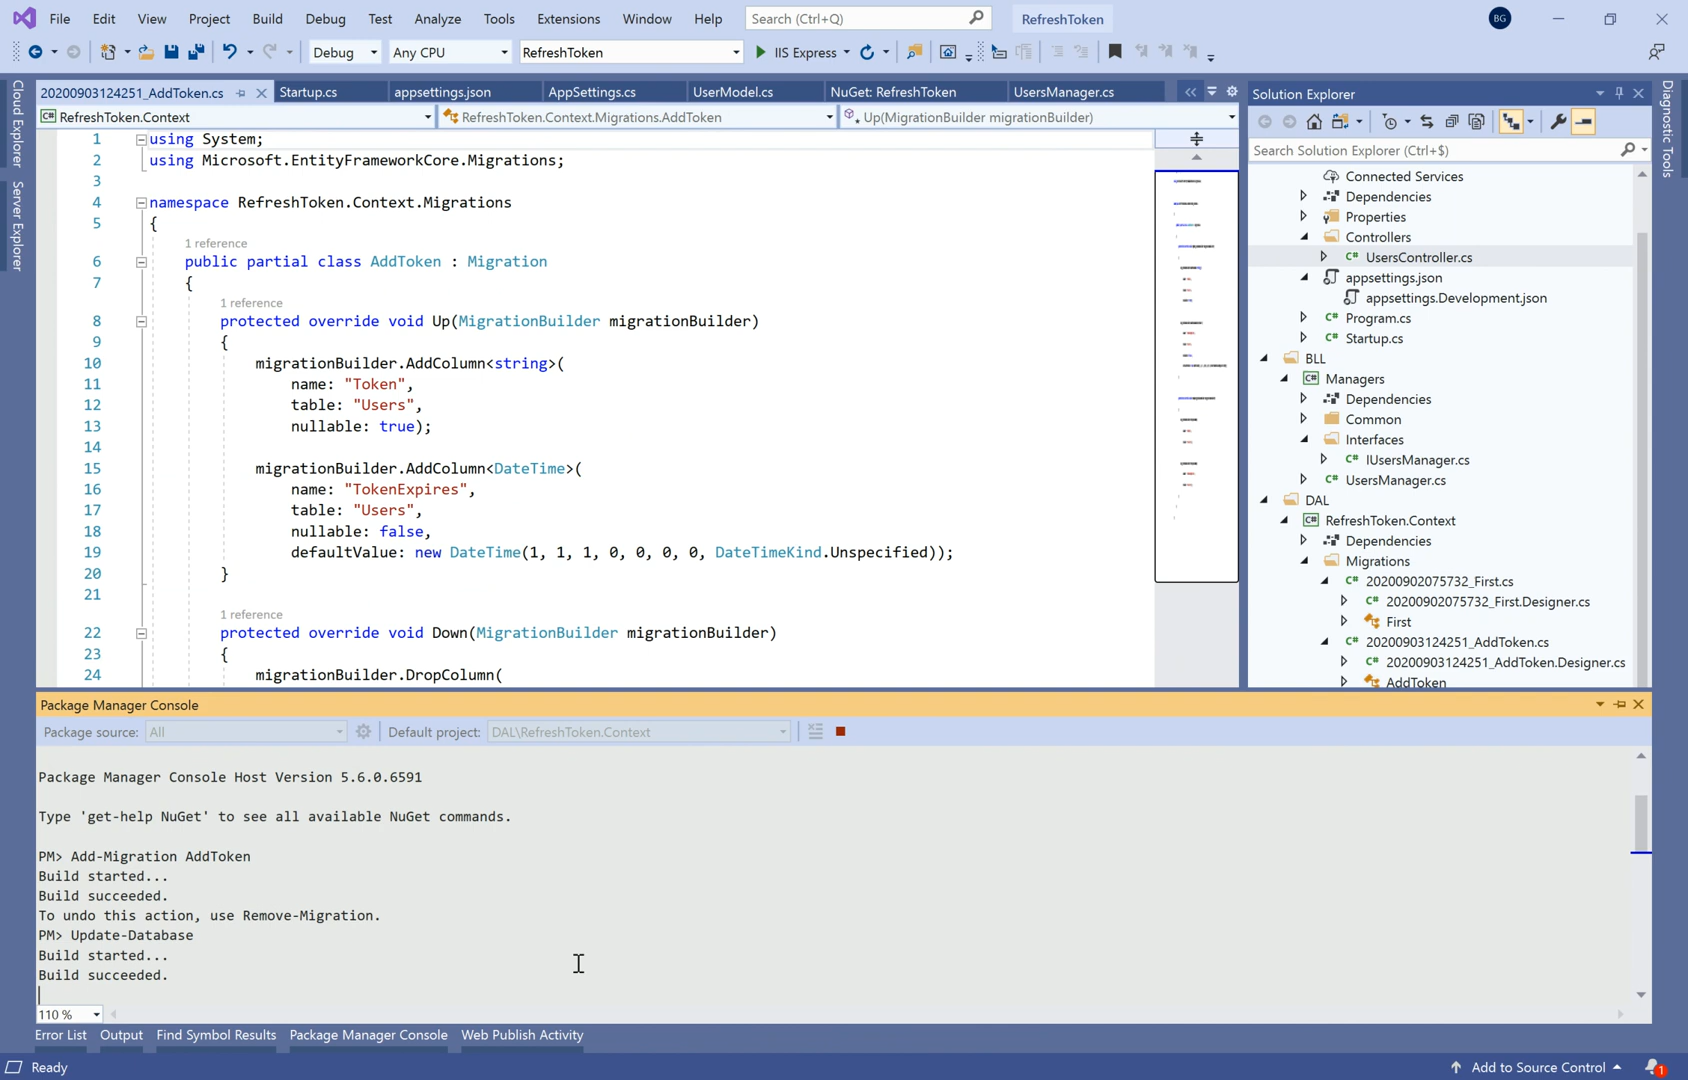 File Edit View Project Build Debug Test Analyze Tools Extensions Window Help Search (Ctrl+Q) RefreshToken BG
Debug Any CPU RefreshToken IIS Express
20200903124251_AddToken.cs Startup.cs appsettings.json AppSettings.cs UserModel.cs NuGet: RefreshToken UsersManager.cs
RefreshToken.Context RefreshToken.Context.Migrations.AddToken Up(MigrationBuilder migrationBuilder)
1 using System;
2 using Microsoft.EntityFrameworkCore.Migrations;
3
4 namespace RefreshToken.Context.Migrations
5 {
1 reference
6 public partial class AddToken : Migration
7 {
1 reference
8 protected override void Up(MigrationBuilder migrationBuilder)
9 {
10 migrationBuilder.AddColumn<string>(
11 name: "Token",
12 table: "Users",
13 nullable: true);
14
15 migrationBuilder.AddColumn<DateTime>(
16 name: "TokenExpires",
17 table: "Users",
18 nullable: false,
19 defaultValue: new DateTime(1, 1, 1, 0, 0, 0, 0, DateTimeKind.Unspecified));
20 }
21
1 reference
22 protected override void Down(MigrationBuilder migrationBuilder)
23 {
24 migrationBuilder.DropColumn(
Cloud Explorer
Server Explorer
Solution Explorer
Search Solution Explorer (Ctrl+$)
Connected Services
Dependencies
Properties
Controllers
C# UsersController.cs
appsettings.json
appsettings.Development.json
C# Program.cs
C# Startup.cs
BLL
C# Managers
Dependencies
Common
Interfaces
C# IUsersManager.cs
C# UsersManager.cs
DAL
C# RefreshToken.Context
Dependencies
Migrations
C# 20200902075732_First.cs
C# 20200902075732_First.Designer.cs
First
C# 20200903124251_AddToken.cs
C# 20200903124251_AddToken.Designer.cs
AddToken
Diagnostic Tools
Package Manager Console
Package source: All Default project: DAL\RefreshToken.Context
Package Manager Console Host Version 5.6.0.6591
Type 'get-help NuGet' to see all available NuGet commands.
PM> Add-Migration AddToken
Build started...
Build succeeded.
To undo this action, use Remove-Migration.
PM> Update-Database
Build started...
Build succeeded.
110 %
Error List Output Find Symbol Results Package Manager Console Web Publish Activity
Ready Add to Source Control 1